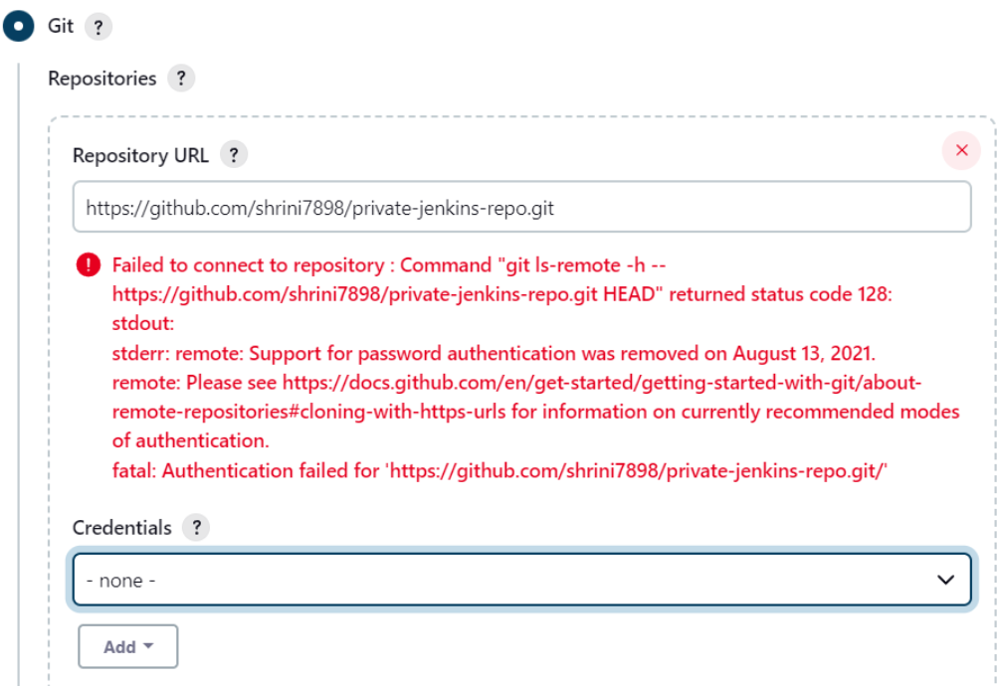 Git ?
Repositories ?
Repository URL ?
https://github.com/shrini7898/private-jenkins-repo.git
Failed to connect to repository : Command "git ls-remote -h --
https://github.com/shrini7898/private-jenkins-repo.git HEAD" returned status code 128:
stdout:
stderr: remote: Support for password authentication was removed on August 13, 2021.
remote: Please see https://docs.github.com/en/get-started/getting-started-with-git/about-
remote-repositories#cloning-with-https-urls for information on currently recommended modes
of authentication.
fatal: Authentication failed for 'https://github.com/shrini7898/private-jenkins-repo.git/'
Credentials ?
- none -
Add